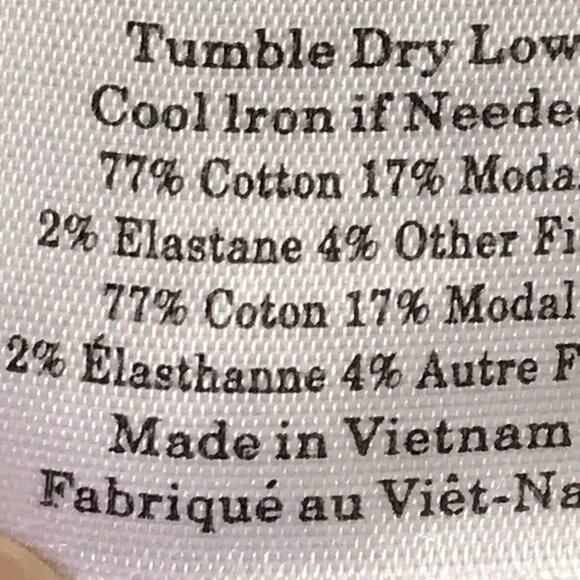 Tumble Dry Low
Cool Iron if Neede
77% Cotton 17% Moda
2% Elastane 4% Other Fi
77% Coton 17% Modal
2% Élasthanne 4% Autre F
Made in Vietnam
Fabriqué au Viêt-Na